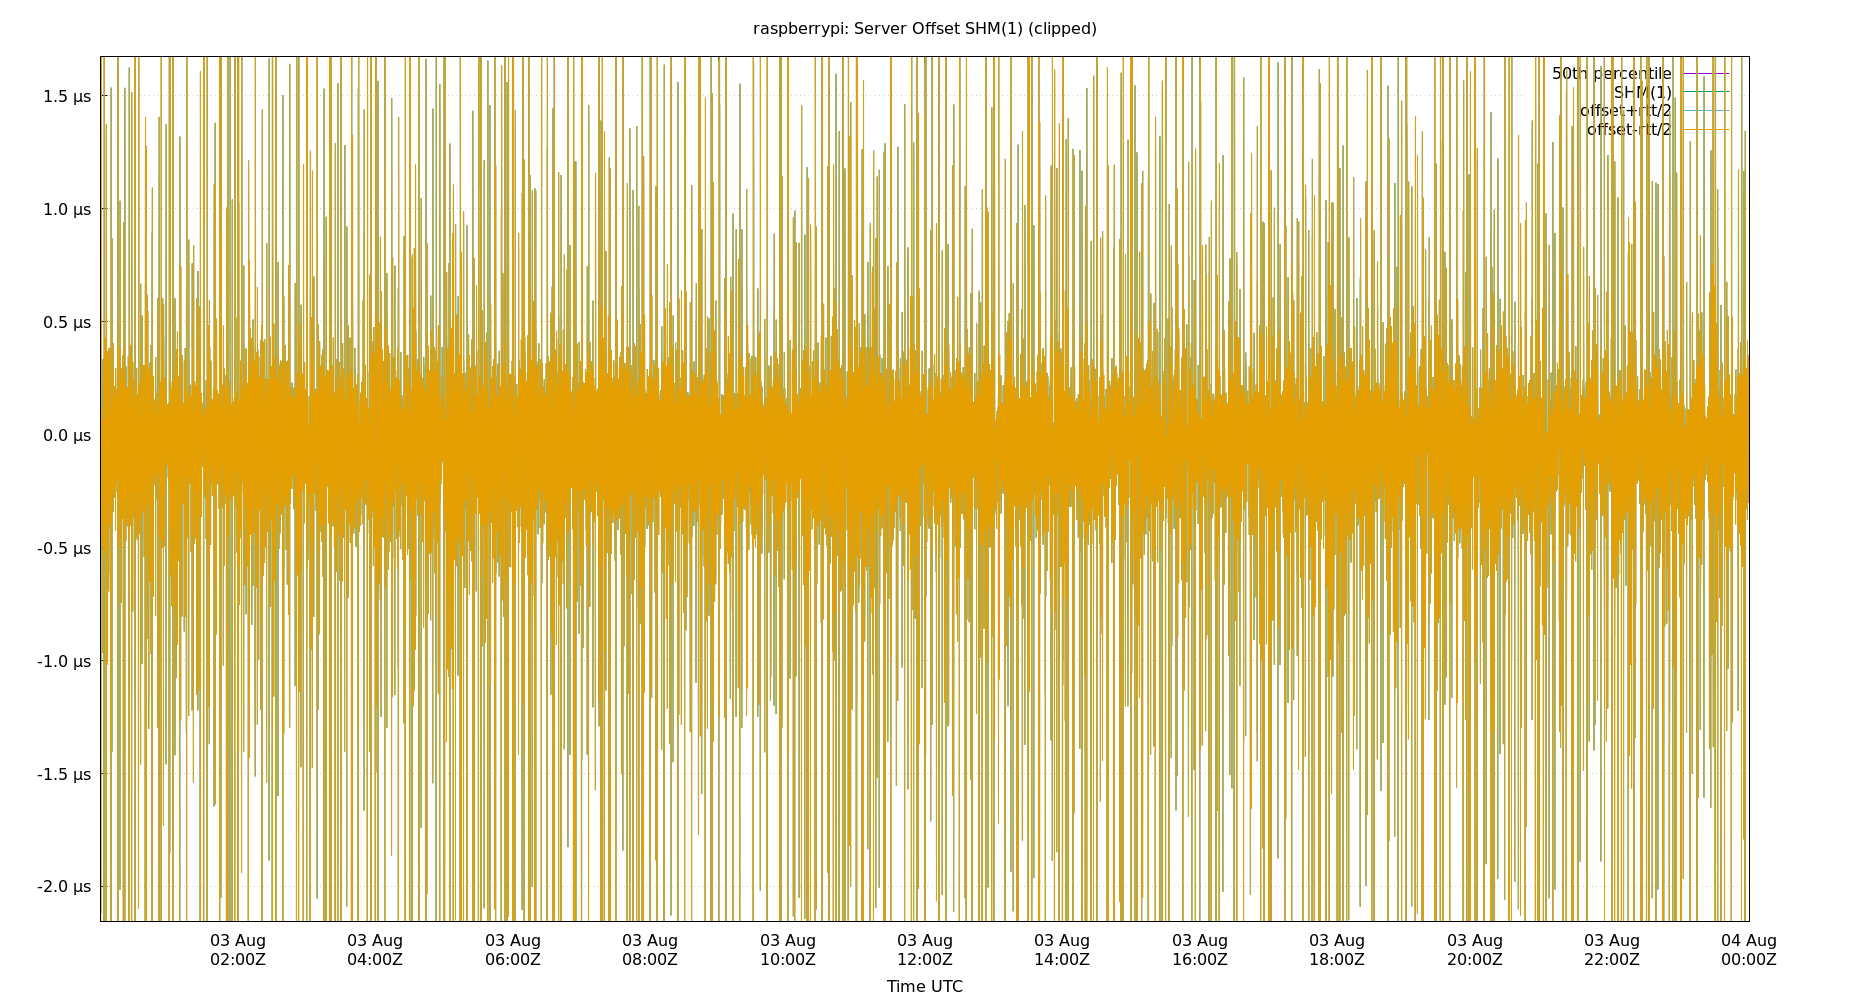 raspberrypi: Server Offset SHM(1) (clipped)
50th percentile
SHM(1)
offset+rtt/2
offset-rtt/2
1.5 μs
1.0 μs
0.5 μs
0.0 μs
-0.5 μs
-1.0 μs
-1.5 μs
-2.0 μs
03 Aug 03 Aug 03 Aug 03 Aug 03 Aug 03 Aug 03 Aug 03 Aug 03 Aug 03 Aug 03 Aug 04 Aug
02:00Z 04:00Z 06:00Z 08:00Z 10:00Z 12:00Z 14:00Z 16:00Z 18:00Z 20:00Z 22:00Z 00:00Z
Time UTC